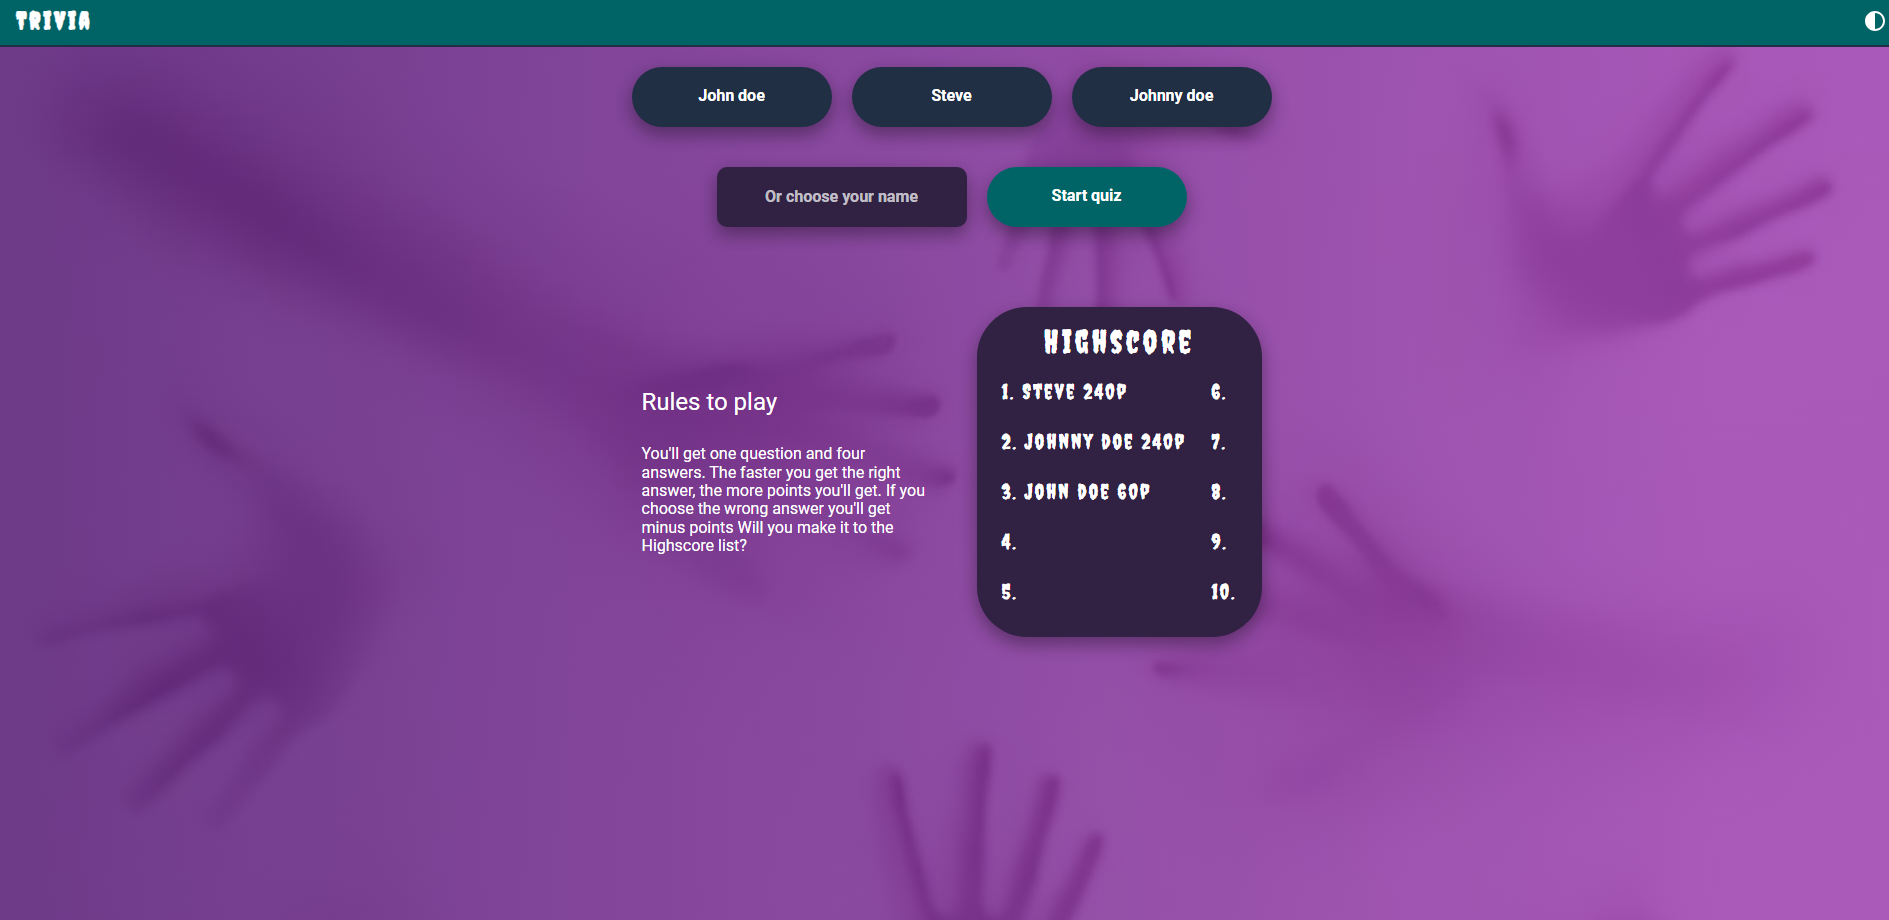 TRIVIA
John doe
Steve
Johnny doe
Or choose your name
Start quiz
Rules to play
You'll get one question and four
answers. The faster you get the right
answer, the more points you'll get. If you
choose the wrong answer you'll get
minus points Will you make it to the
Highscore list?
HIGHSCORE
1. STEVE 240P
2. JOHNNY DOE 240P
3. JOHN DOE 60P
4.
5.
6.
7.
8.
9.
10.